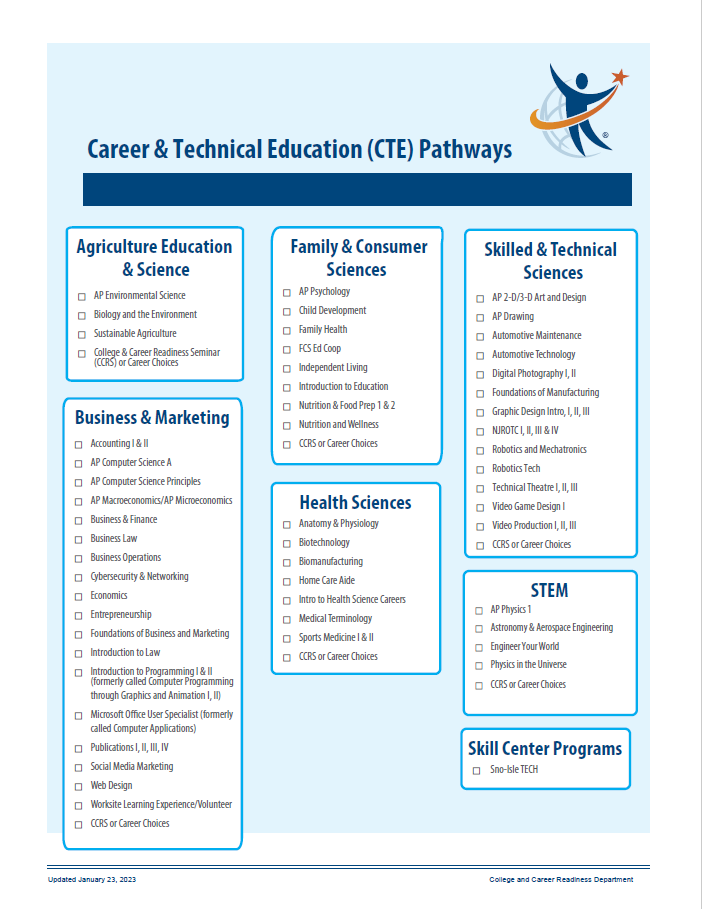 Career & Technical Education (CTE) Pathways
®
Agriculture Education
& Science
AP Environmental Science
Biology and the Environment
Sustainable Agriculture
College & Career Readiness Seminar
(CCRS) or Career Choices
Business & Marketing
Accounting I & II
AP Computer Science A
AP Computer Science Principles
AP Macroeconomics/AP Microeconomics
Business & Finance
Business Law
Business Operations
Cybersecurity & Networking
Economics
Entrepreneurship
Foundations of Business and Marketing
Introduction to Law
Introduction to Programming I & II
(formerly called Computer Programming
through Graphics and Animation I, II)
Microsoft Office User Specialist (formerly
called Computer Applications)
Publications I, II, III, IV
Social Media Marketing
Web Design
Worksite Learning Experience/Volunteer
CCRS or Career Choices
Family & Consumer
Sciences
AP Psychology
Child Development
Family Health
FCS Ed Coop
Independent Living
Introduction to Education
Nutrition & Food Prep 1 & 2
Nutrition and Wellness
CCRS or Career Choices
Health Sciences
Anatomy & Physiology
Biotechnology
Biomanufacturing
Home Care Aide
Intro to Health Science Careers
Medical Terminology
Sports Medicine I & II
CCRS or Career Choices
Skilled & Technical
Sciences
AP 2-D/3-D Art and Design
AP Drawing
Automotive Maintenance
Automotive Technology
Digital Photography I, II
Foundations of Manufacturing
Graphic Design Intro, I, II, III
NJROTC I, II, III & IV
Robotics and Mechatronics
Robotics Tech
Technical Theatre I, II, III
Video Game Design I
Video Production I, II, III
CCRS or Career Choices
STEM
AP Physics 1
Astronomy & Aerospace Engineering
Engineer Your World
Physics in the Universe
CCRS or Career Choices
Skill Center Programs
Sno-Isle TECH
Updated January 23, 2023
College and Career Readiness Department